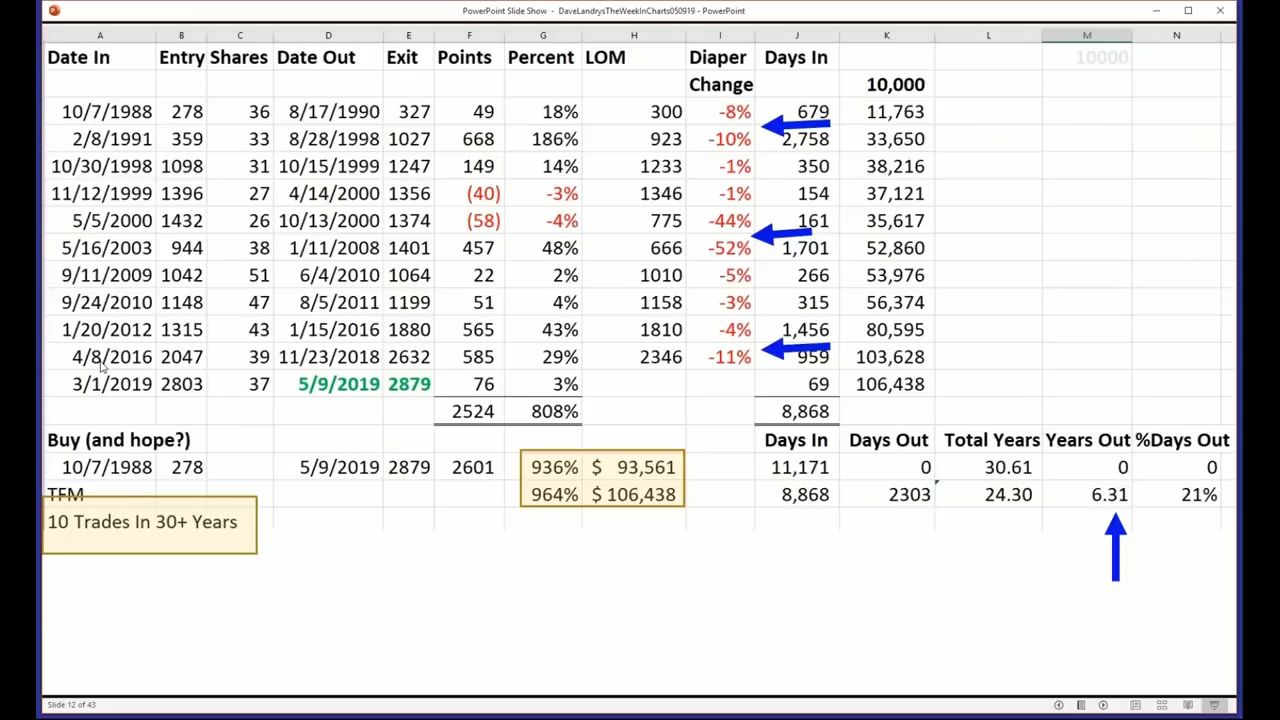 PowerPoint Slide Show - DaveLandrysTheWeekInCharts050919 - PowerPoint
A B C D E F G H I J K L M N
Date In Entry Shares Date Out Exit Points Percent LOM Diaper Days In 10000
Change 10,000
10/7/1988 278 36 8/17/1990 327 49 18% 300 -8% 679 11,763
2/8/1991 359 33 8/28/1998 1027 668 186% 923 -10% 2,758 33,650
10/30/1998 1098 31 10/15/1999 1247 149 14% 1233 -1% 350 38,216
11/12/1999 1396 27 4/14/2000 1356 (40) -3% 1346 -1% 154 37,121
5/5/2000 1432 26 10/13/2000 1374 (58) -4% 775 -44% 161 35,617
5/16/2003 944 38 1/11/2008 1401 457 48% 666 -52% 1,701 52,860
9/11/2009 1042 51 6/4/2010 1064 22 2% 1010 -5% 266 53,976
9/24/2010 1148 47 8/5/2011 1199 51 4% 1158 -3% 315 56,374
1/20/2012 1315 43 1/15/2016 1880 565 43% 1810 -4% 1,456 80,595
4/8/2016 2047 39 11/23/2018 2632 585 29% 2346 -11% 959 103,628
3/1/2019 2803 37 5/9/2019 2879 76 3% 69 106,438
2524 808% 8,868
Buy (and hope?) Days In Days Out Total Years Years Out %Days Out
10/7/1988 278 5/9/2019 2879 2601 936% $ 93,561 11,171 0 30.61 0 0
TFM 964% $ 106,438 8,868 2303 24.30 6.31 21%
10 Trades In 30+ Years
Slide 12 of 43